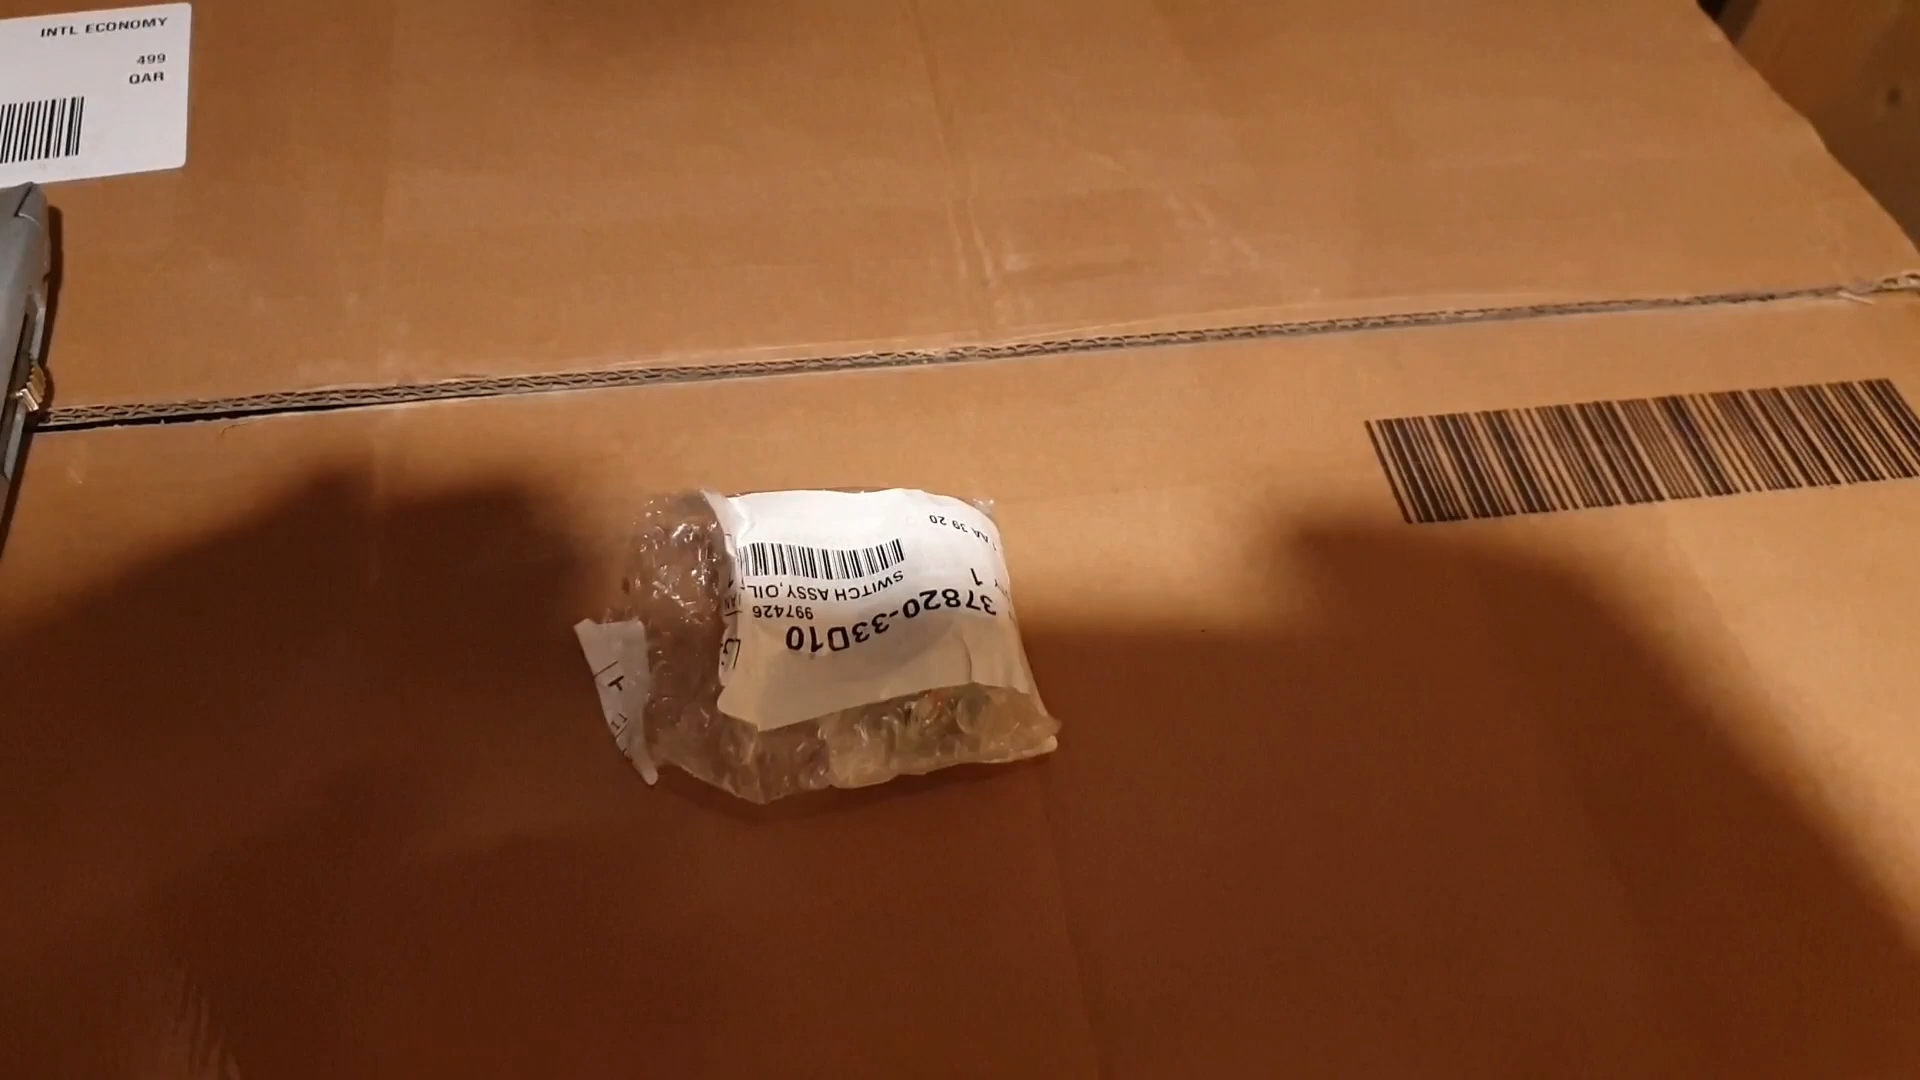 INTL ECONOMY
499
QAR
37820-33D10
997426
SWITCH ASSY,OIL
1
AA 39 20